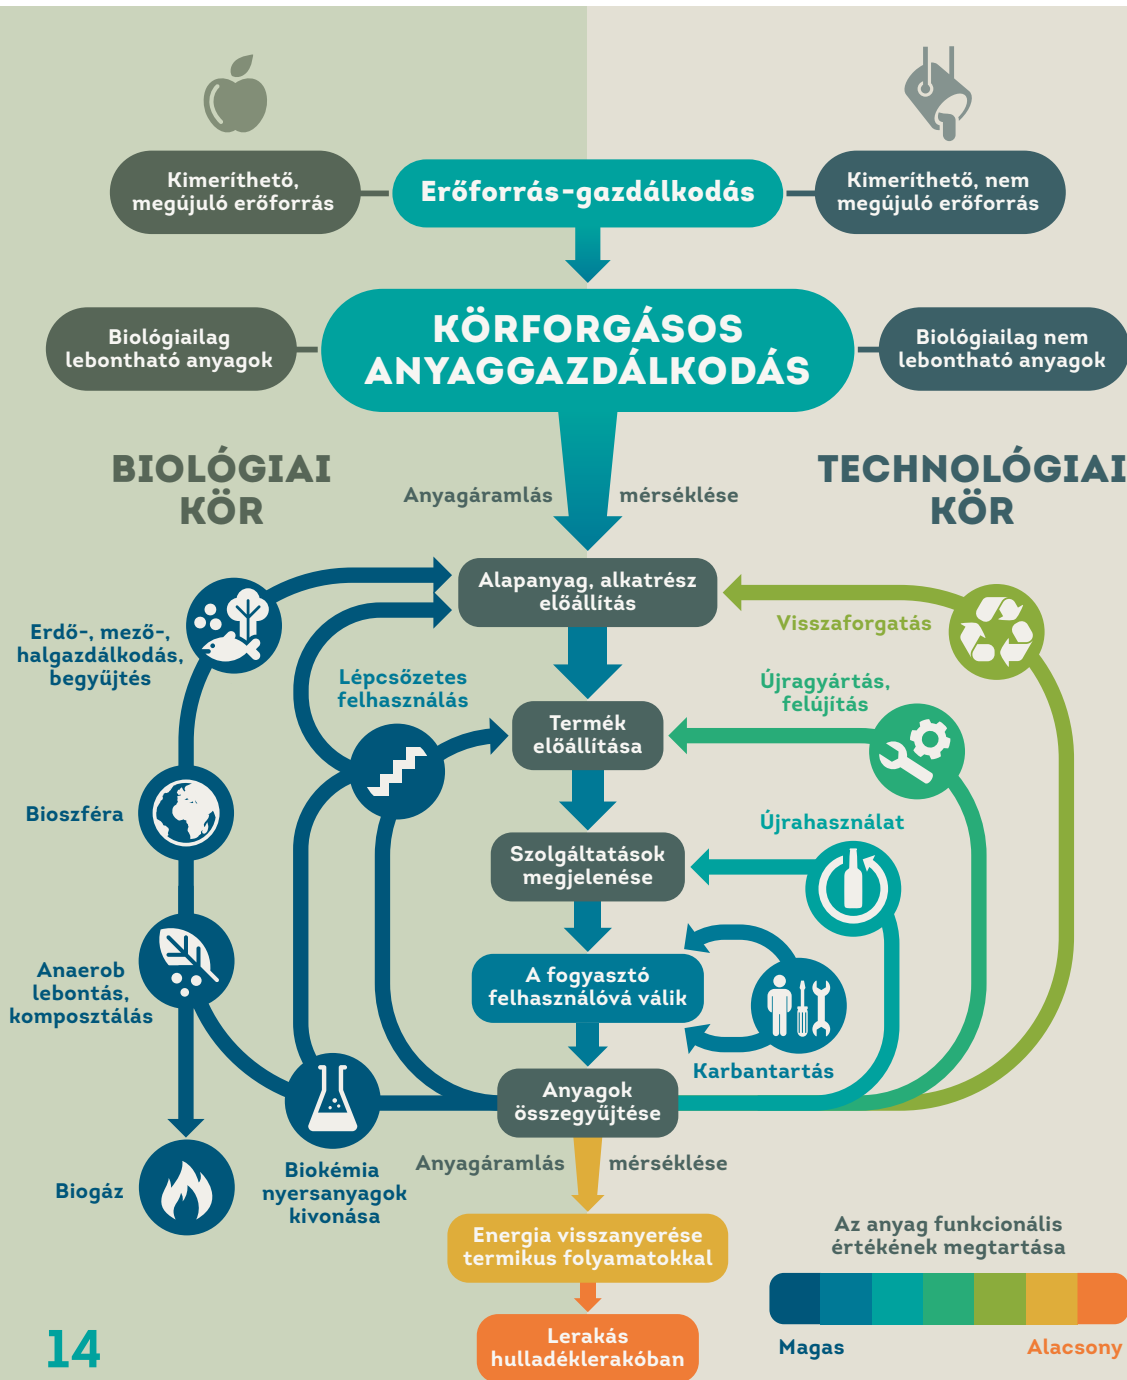 Kimeríthető,
megújuló erőforrás
Erőforrás-gazdálkodás
Kimeríthető, nem
megújuló erőforrás
Biológiailag
lebontható anyagok
KÖRFORGÁSOS
ANYAGGAZDÁLKODÁS
Biológiailag nem
lebontható anyagok
BIOLÓGIAI
KÖR
TECHNOLÓGIAI
KÖR
Anyagáramlás mérséklése
Alapanyag, alkatrész
előállítás
Erdő-, mező-,
halgazdálkodás,
begyűjtés
Visszaforgatás
Lépcsőzetes
felhasználás
Újragyártás,
felújítás
Termék
előállítása
Bioszféra
Újrahasználat
Szolgáltatások
megjelenése
Anaerob
lebontás,
komposztálás
A fogyasztó
felhasználóvá válik
Karbantartás
Anyagok
összegyűjtése
Biogáz
Biokémia
nyersanyagok
kivonása
Anyagáramlás mérséklése
Energia visszanyerése
termikus folyamatokkal
Lerakás
hulladéklerakóban
Az anyag funkcionális
értékének megtartása
Magas
Alacsony
14